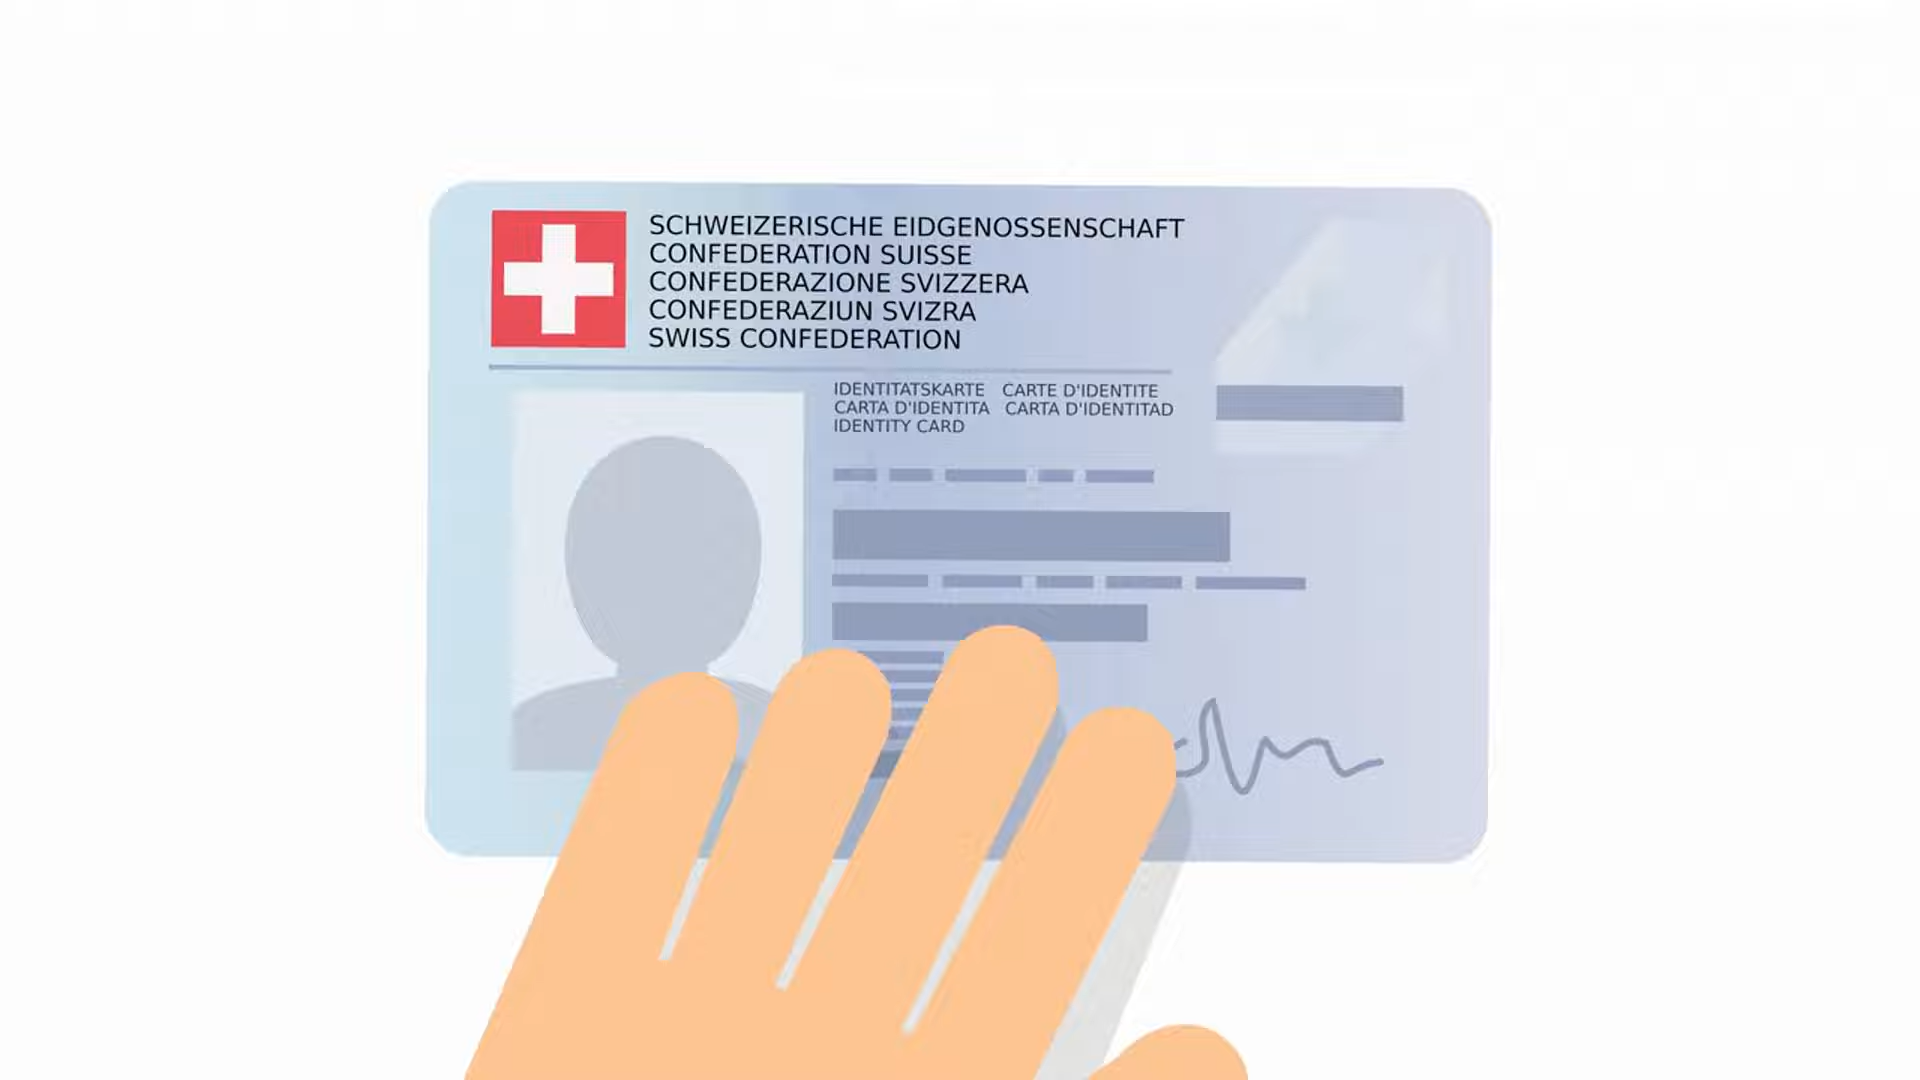 SCHWEIZERISCHE EIDGENOSSENSCHAFT
CONFEDERATION SUISSE
CONFEDERAZIONE SVIZZERA
CONFEDERAZIUN SVIZRA
SWISS CONFEDERATION
IDENTITATSKARTE CARTE D'IDENTITE
CARTA D'IDENTITA CARTA D'IDENTITAD
IDENTITY CARD